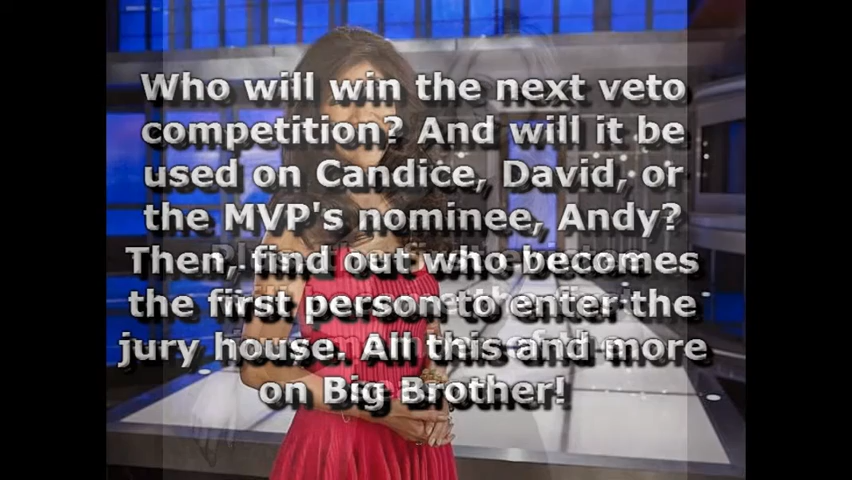 Who will win the next veto
competition? And will it be
used on Candice, David, or
the MVP's nominee, Andy?
Then, find out who becomes
the first person to enter the
jury house. All this and more
on Big Brother!